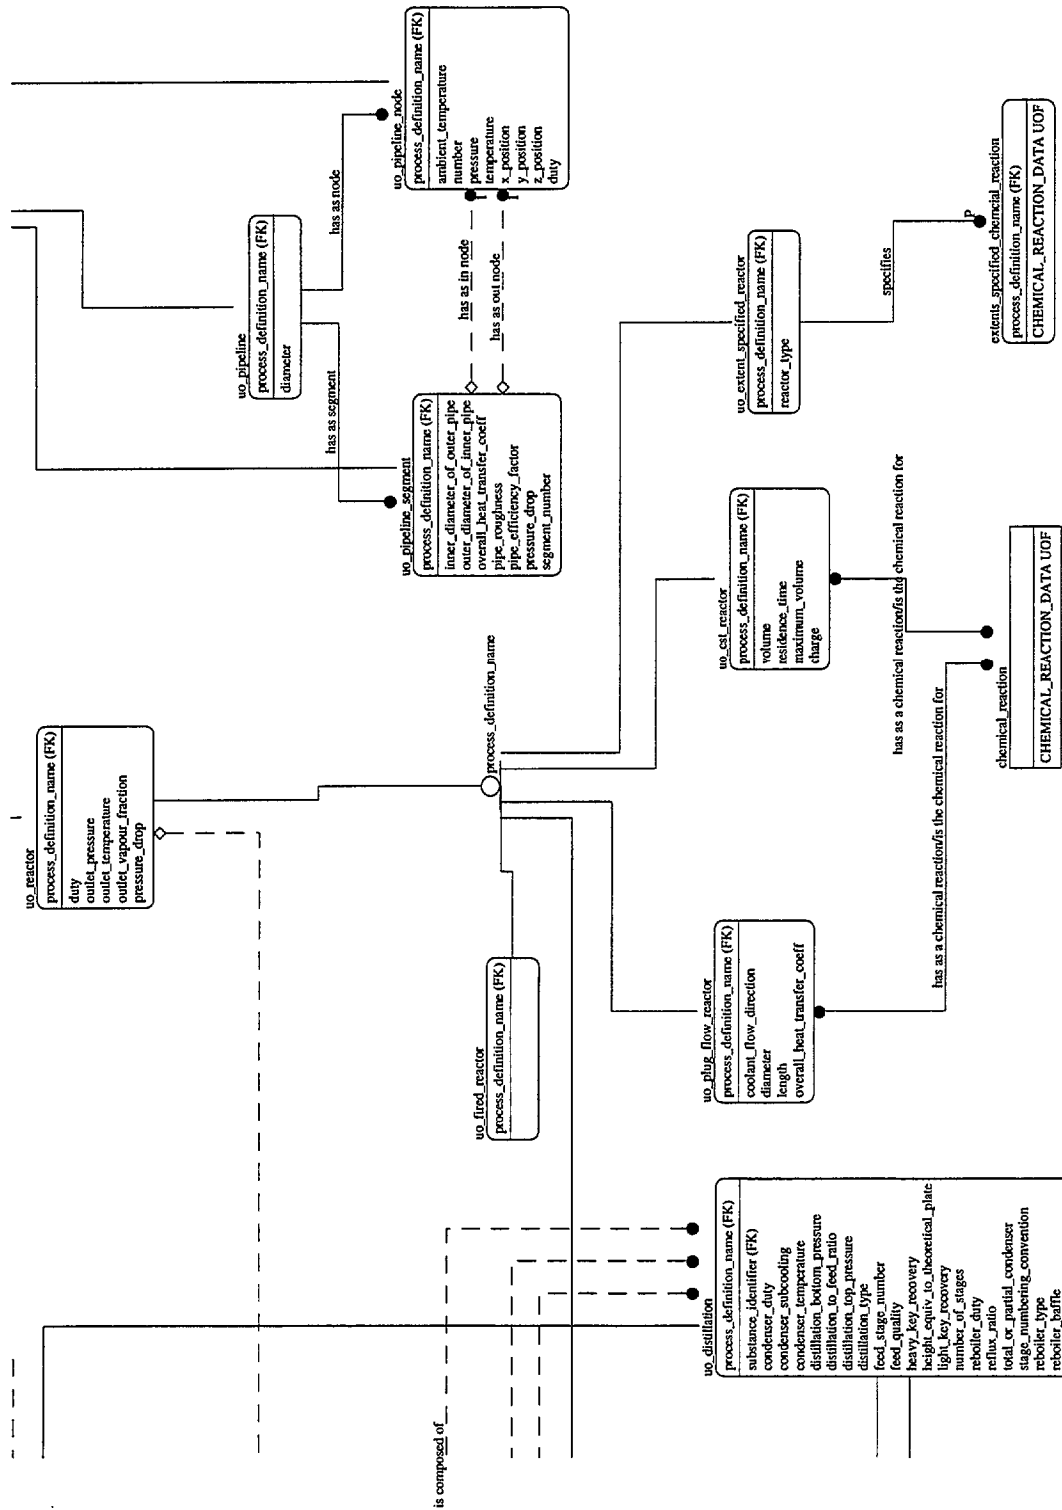 uo_reactor
process_definition_name (FK)
duty
outlet_pressure
outlet_temperature
outlet_vapour_fraction
pressure_drop
uo_pipeline
process_definition_name (FK)
diameter
has as segment
has as node
uo_pipeline_node
process_definition_name (FK)
ambient_temperature
number
pressure
temperature
x_position
y_position
z_position
duty
uo_pipeline_segment
process_definition_name (FK)
inner_diameter_of_outer_pipe
outer_diameter_of_inner_pipe
overall_heat_transfer_coeff
pipe_roughness
pipe_efficiency_factor
pressure_drop
segment_number
has as in node
has as out node
1
1
process_definition_name
uo_fired_reactor
process_definition_name (FK)
is composed of
uo_distillation
process_definition_name (FK)
substance_identifier (FK)
condenser_duty
condenser_subcooling
condenser_temperature
distillation_bottom_pressure
distillation_to_feed_ratio
distillation_top_pressure
distillation_type
feed_stage_number
feed_quality
heavy_key_recovery
height_equiv_to_theoretical_plate
light_key_recovery
number_of_stages
reboiler_duty
reflux_ratio
total_or_partial_condenser
stage_numbering_convention
reboiler_type
reboiler_baffle
uo_plug_flow_reactor
process_definition_name (FK)
coolant_flow_direction
diameter
length
overall_heat_transfer_coeff
uo_cst_reactor
process_definition_name (FK)
volume
residence_time
maximum_volume
charge
uo_extent_specified_reactor
process_definition_name (FK)
reactor_type
specifies
P
has as a chemical reaction/is the chemical reaction for
has as a chemical reaction/is the chemical reaction for
chemical_reaction
CHEMICAL_REACTION_DATA UOF
extents_specified_chemcial_reaction
process_definition_name (FK)
CHEMICAL_REACTION_DATA UOF